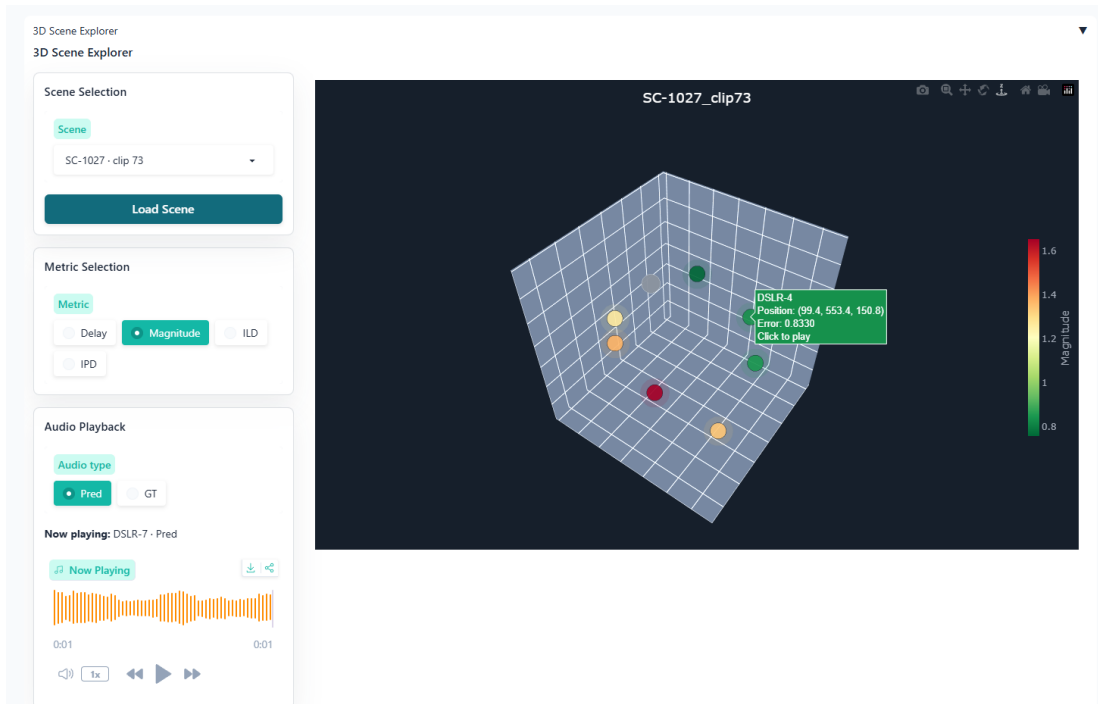 3D Scene Explorer
3D Scene Explorer
Scene Selection
Scene
SC-1027 · clip 73
Load Scene
Metric Selection
Metric
Delay
Magnitude
ILD
IPD
Audio Playback
Audio type
Pred
GT
Now playing: DSLR-7 · Pred
Now Playing
0:01
0:01
1x
SC-1027_clip73
DSLR-4
Position: (99.4, 553.4, 150.8)
Error: 0.8330
Click to play
1.6
1.4
1.2
1
0.8
Magnitude